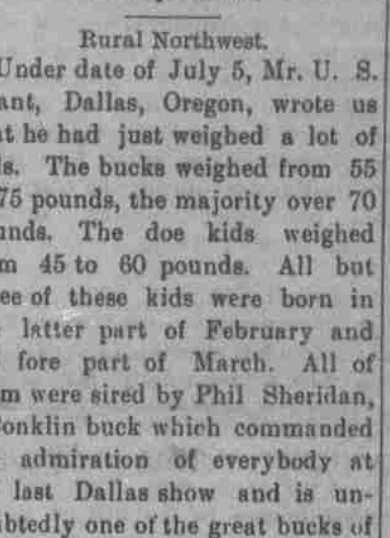 Rural Northwest.
Under date of July 5, Mr. U. S.
ant, Dallas, Oregon, wrote us
at he had just weighed a lot of
ds. The bucks weighed from 55
75 pounds, the majority over 70
unds. The doe kids weighed
m 45 to 60 pounds. All but
ee of these kids were born in
latter part of February and
fore part of March. All of
m were sired by Phil Sheridan,
Conklin buck which commanded
admiration of everybody at
last Dallas show and is un-
btedly one of the great bucks of